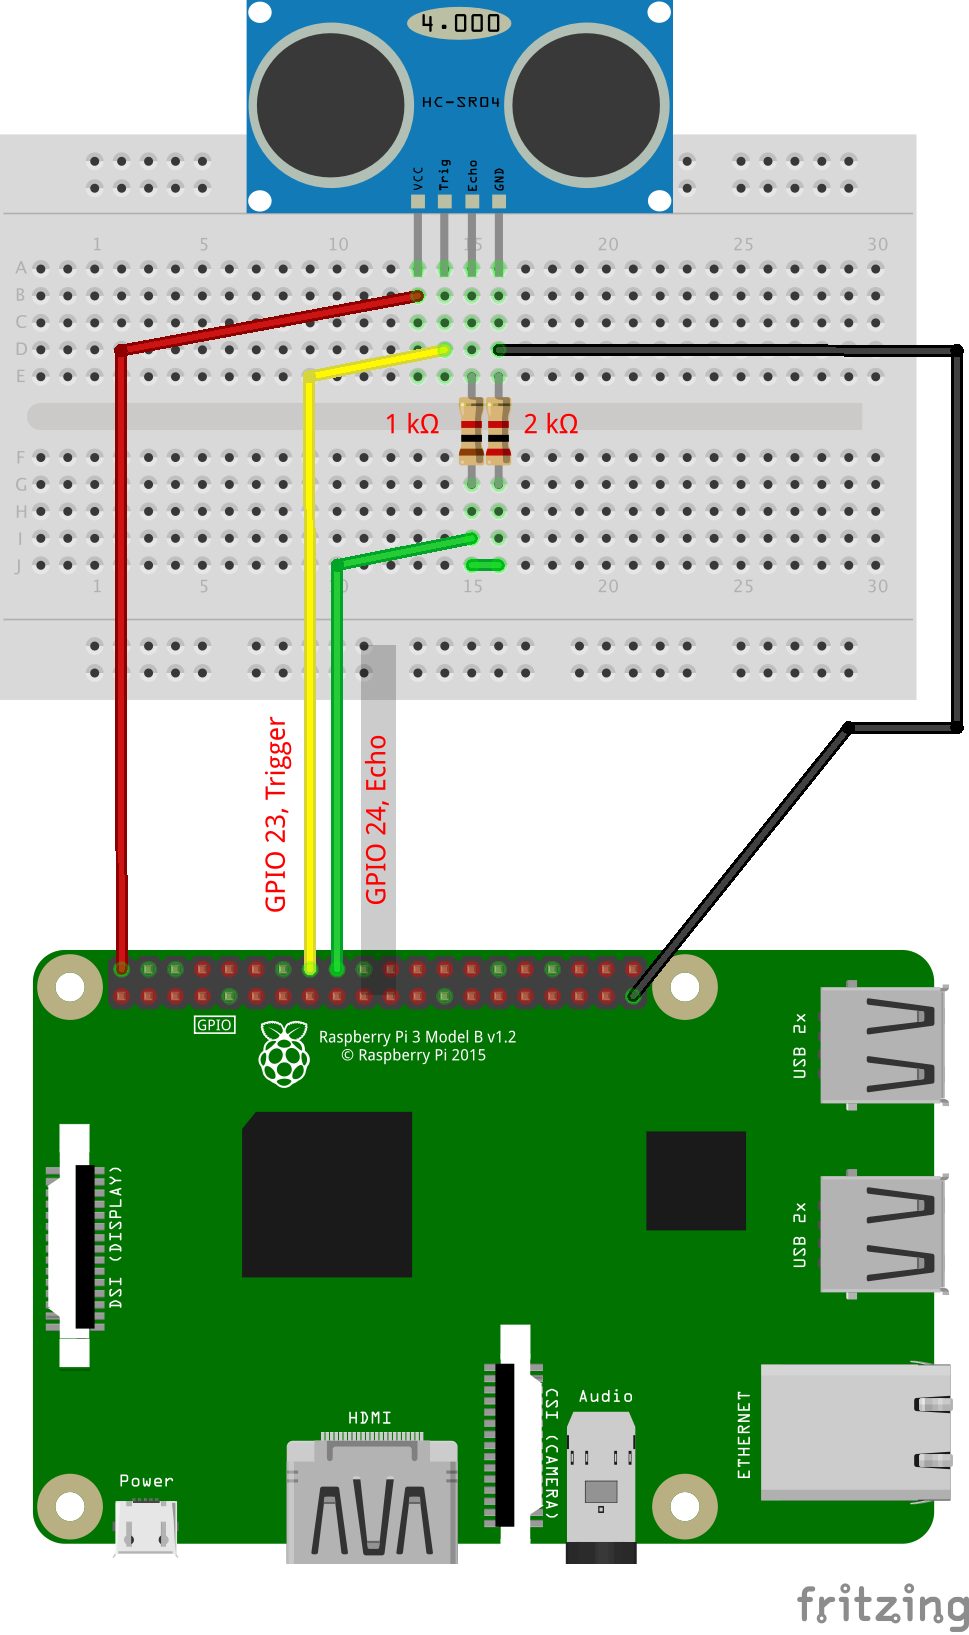 4.000
HC-SR04
VCC
Trig
Echo
GND
1 5 10 15 20 25 30
A
B
C
D
E
1 kΩ 2 kΩ
F
G
H
I
J
1 5 10 15 20 25 30
GPIO 23, Trigger
GPIO 24, Echo
GPIO
Raspberry Pi 3 Model B v1.2
© Raspberry Pi 2015
USB 2x
DSI (DISPLAY)
USB 2x
Audio
CSI (CAMERA)
ETHERNET
HDMI
Power
fritzing